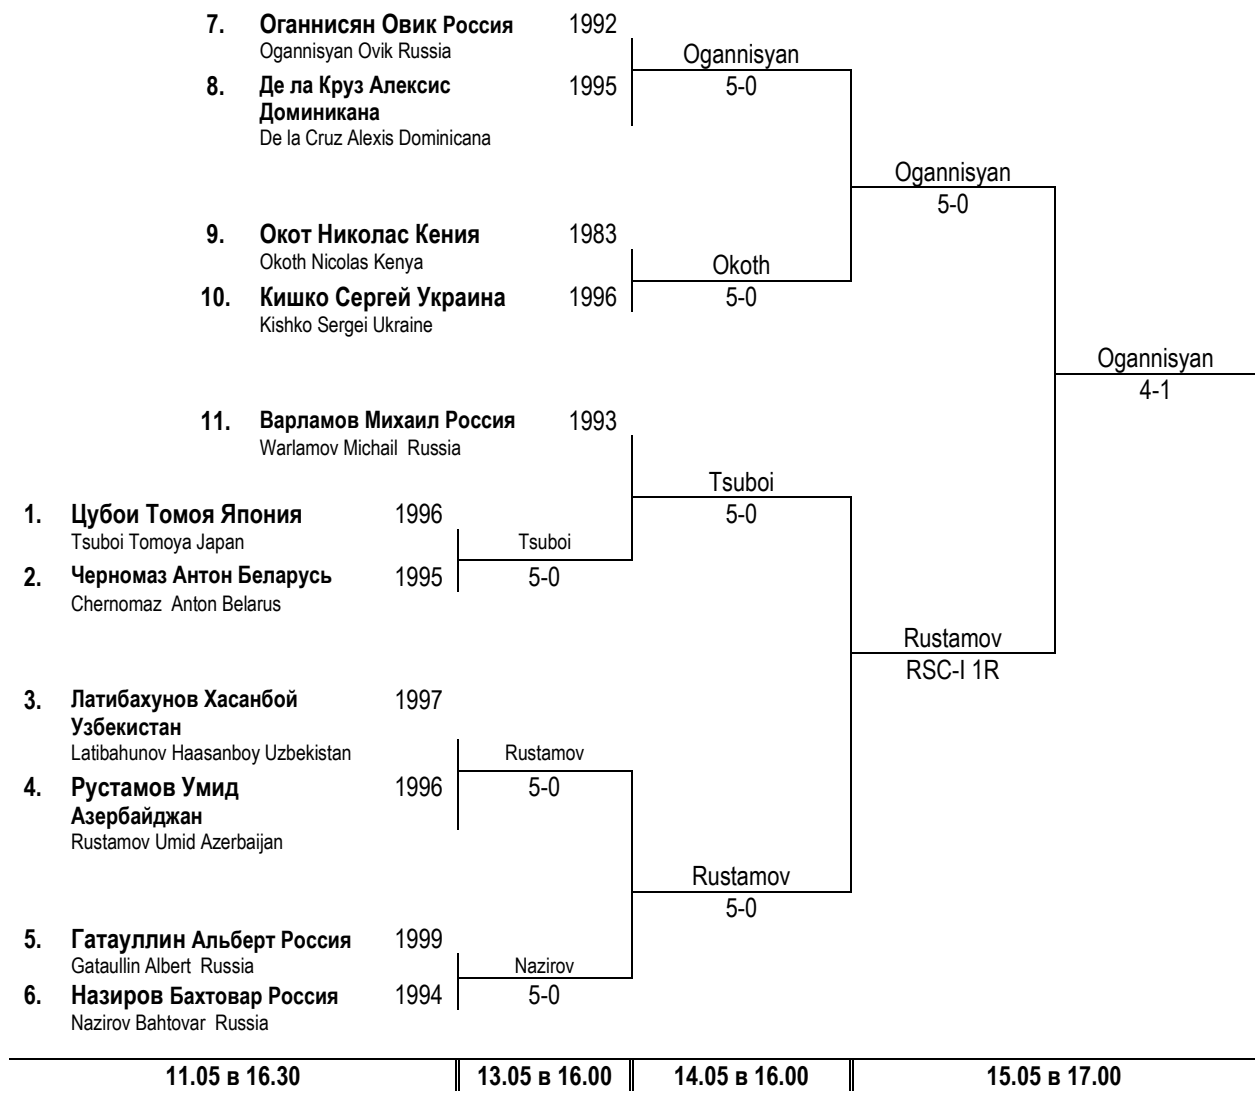 7. Оганнисян Овик Россия 1992
Ogannisyan Ovik Russia
Ogannisyan
8. Де ла Круз Алексис 1995
5-0
Доминикана
De la Cruz Alexis Dominicana
Ogannisyan
5-0
9. Окот Николас Кения 1983
Okoth Nicolas Kenya
Okoth
10. Кишко Сергей Украина 1996
5-0
Kishko Sergei Ukraine
Ogannisyan
4-1
11. Варламов Михаил Россия 1993
Warlamov Michail Russia
Tsuboi
5-0
1. Цубои Томоя Япония 1996
Tsuboi Tomoya Japan
Tsuboi
2. Черномаз Антон Беларусь 1995
5-0
Chernomaz Anton Belarus
Rustamov
RSC-I 1R
3. Латибахунов Хасанбой 1997
Узбекистан
Latibahunov Haasanboy Uzbekistan
Rustamov
4. Рустамов Умид 1996
5-0
Азербайджан
Rustamov Umid Azerbaijan
Rustamov
5-0
5. Гатауллин Альберт Россия 1999
Gataullin Albert Russia
Nazirov
6. Назиров Бахтовар Россия 1994
5-0
Nazirov Bahtovar Russia
11.05 в 16.30 13.05 в 16.00 14.05 в 16.00 15.05 в 17.00